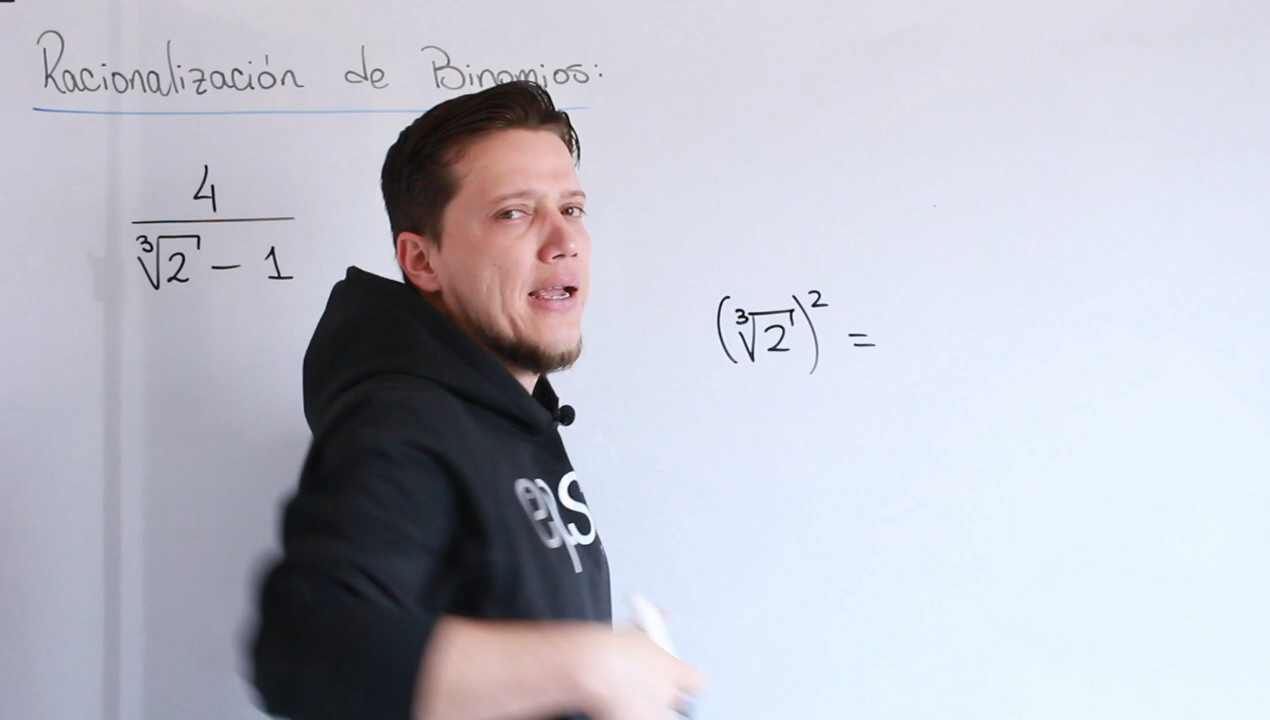 Racionalización de Binomios:
4
∛2 - 1
(∛2)² =